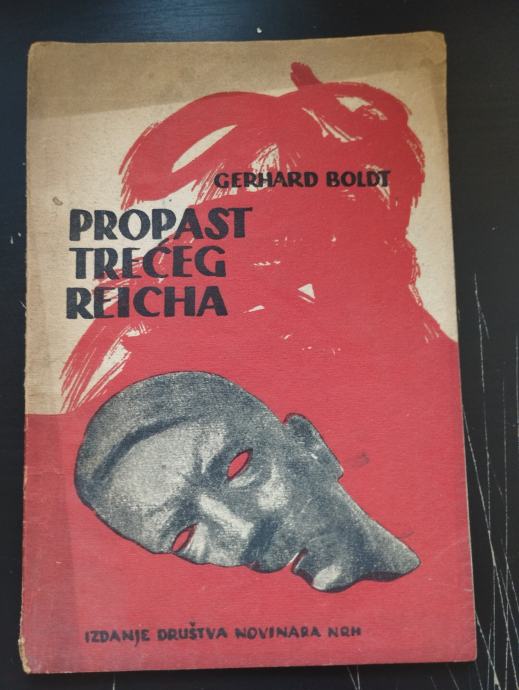 GERHARD BOLDT
PROPAST
TREĆEG
REICHA
IZDANJE DRUŠTVA NOVINARA NRH